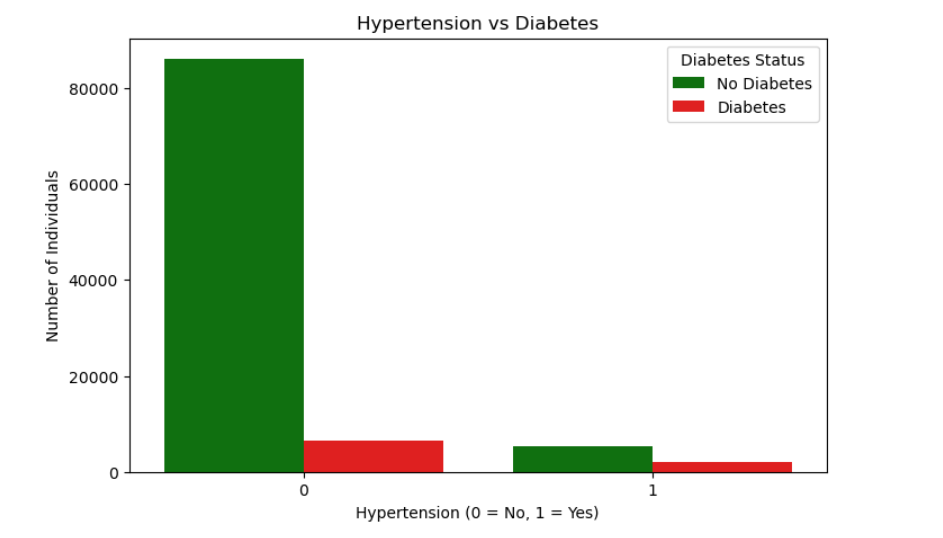 Hypertension vs Diabetes
Diabetes Status
No Diabetes
Diabetes
80000
60000
40000
20000
0
Number of Individuals
0
1
Hypertension (0 = No, 1 = Yes)